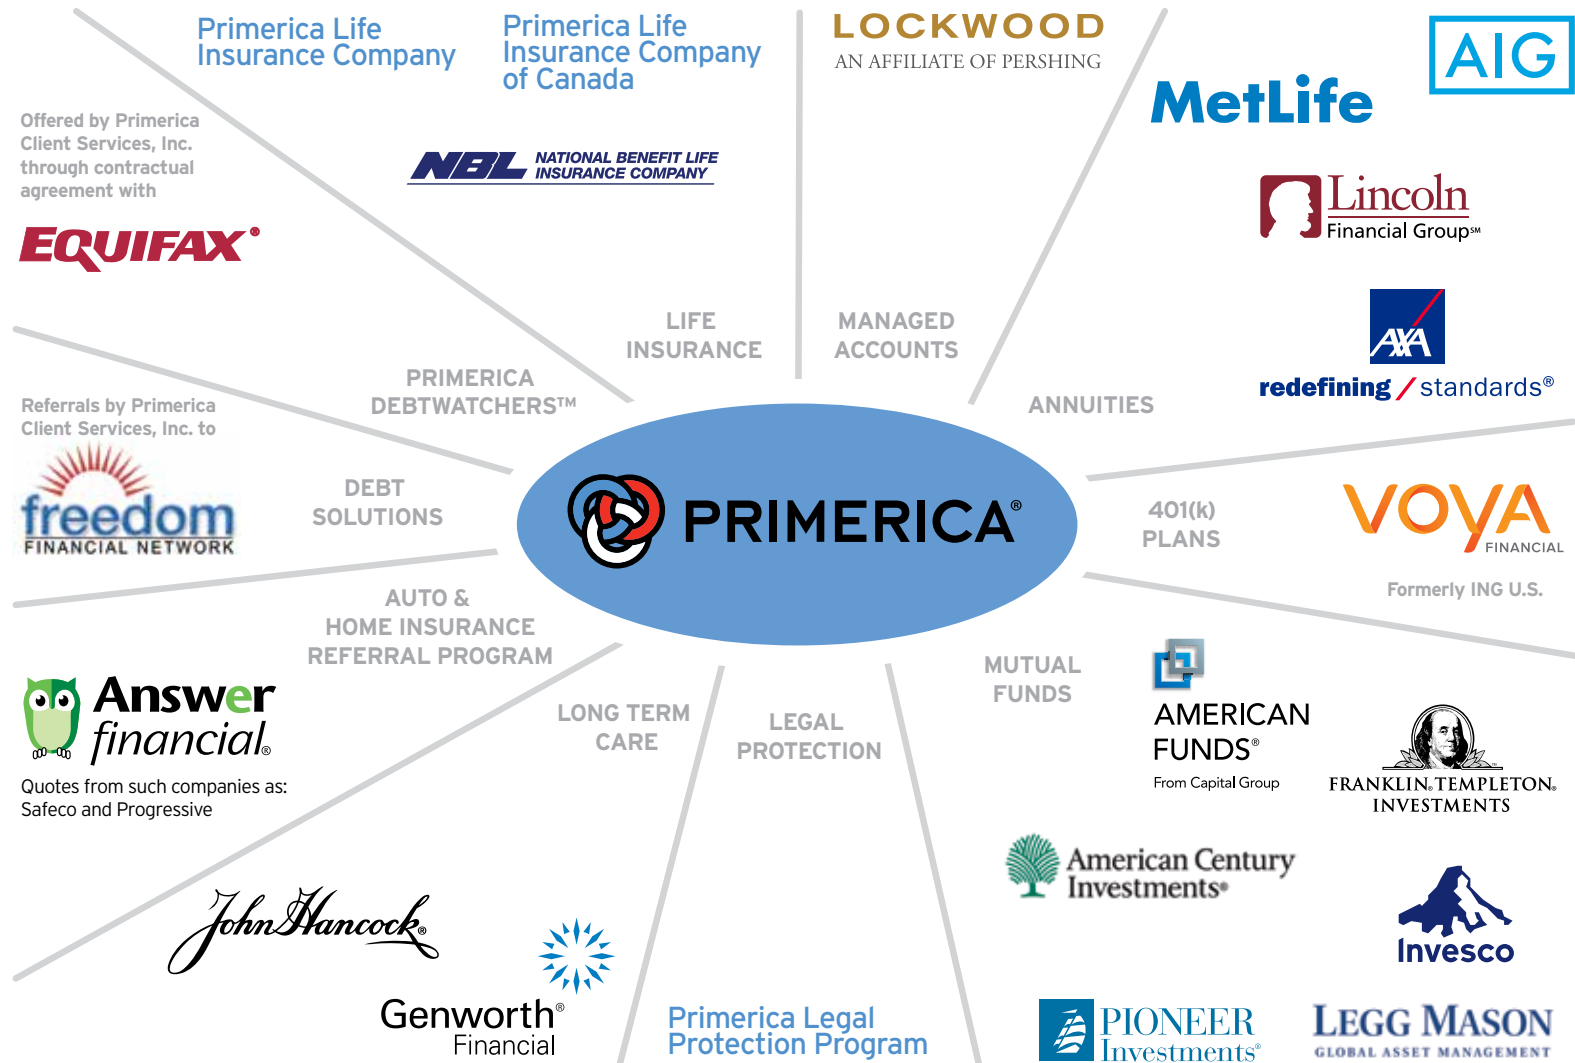 Primerica Life
Insurance Company
Primerica Life
Insurance Company
of Canada
NBL NATIONAL BENEFIT LIFE
INSURANCE COMPANY
LIFE
INSURANCE
LOCKWOOD
AN AFFILIATE OF PERSHING
MANAGED
ACCOUNTS
AIG
MetLife
Lincoln
Financial Group℠
AXA
redefining / standards®
ANNUITIES
401(k)
PLANS
VOYA
FINANCIAL
Formerly ING U.S.
MUTUAL
FUNDS
AMERICAN
FUNDS®
From Capital Group
FRANKLIN® TEMPLETON®
INVESTMENTS
American Century
Investments®
Invesco
PIONEER
Investments®
LEGG MASON
GLOBAL ASSET MANAGEMENT
LEGAL
PROTECTION
Primerica Legal
Protection Program
LONG TERM
CARE
John Hancock®
Genworth®
Financial
AUTO &
HOME INSURANCE
REFERRAL PROGRAM
Answer
financial®
Quotes from such companies as:
Safeco and Progressive
DEBT
SOLUTIONS
Referrals by Primerica
Client Services, Inc. to
freedom
FINANCIAL NETWORK
PRIMERICA
DEBTWATCHERS™
Offered by Primerica
Client Services, Inc.
through contractual
agreement with
EQUIFAX®
PRIMERICA®